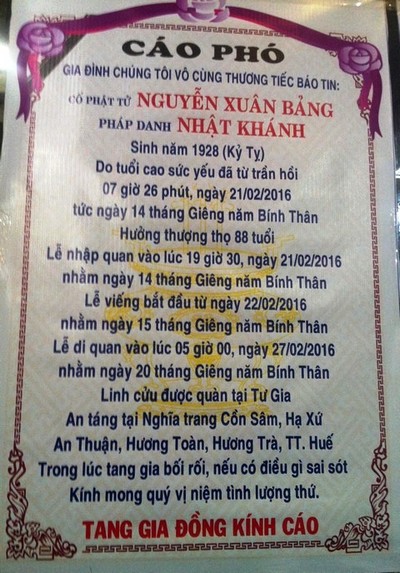 CÁO PHÓ
GIA ĐÌNH CHÚNG TÔI VÔ CÙNG THƯƠNG TIẾC BÁO TIN:
CỐ PHẬT TỬ NGUYỄN XUÂN BẢNG
PHÁP DANH NHẬT KHÁNH
Sinh năm 1928 (Kỷ Tỵ)
Do tuổi cao sức yếu đã từ trần hồi
07 giờ 26 phút, ngày 21/02/2016
tức ngày 14 tháng Giêng năm Bính Thân
Hưởng thượng thọ 88 tuổi
Lễ nhập quan vào lúc 19 giờ 30, ngày 21/02/2016
nhằm ngày 14 tháng Giêng năm Bính Thân
Lễ viếng bắt đầu từ ngày 22/02/2016
nhằm ngày 15 tháng Giêng năm Bính Thân
Lễ di quan vào lúc 05 giờ 00, ngày 27/02/2016
nhằm ngày 20 tháng Giêng năm Bính Thân
Linh cửu được quàn tại Tư Gia
An táng tại Nghĩa trang Cồn Sâm, Hạ Xứ
An Thuận, Hương Toàn, Hương Trà, TT. Huế
Trong lúc tang gia bối rối, nếu có điều gì sai sót
Kính mong quý vị niệm tình lượng thứ.
TANG GIA ĐỒNG KÍNH CÁO